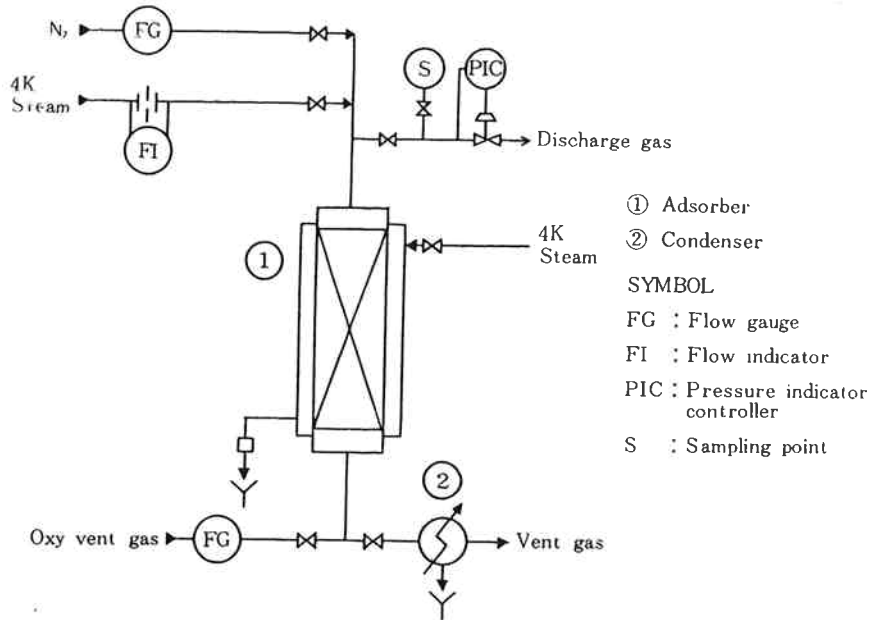 N₂
FG
4K
Steam
FI
S
PIC
Discharge gas
①
4K
Steam
① Adsorber
② Condenser
SYMBOL
FG : Flow gauge
FI : Flow indicator
PIC : Pressure indicator
controller
S : Sampling point
②
Oxy vent gas
FG
Vent gas